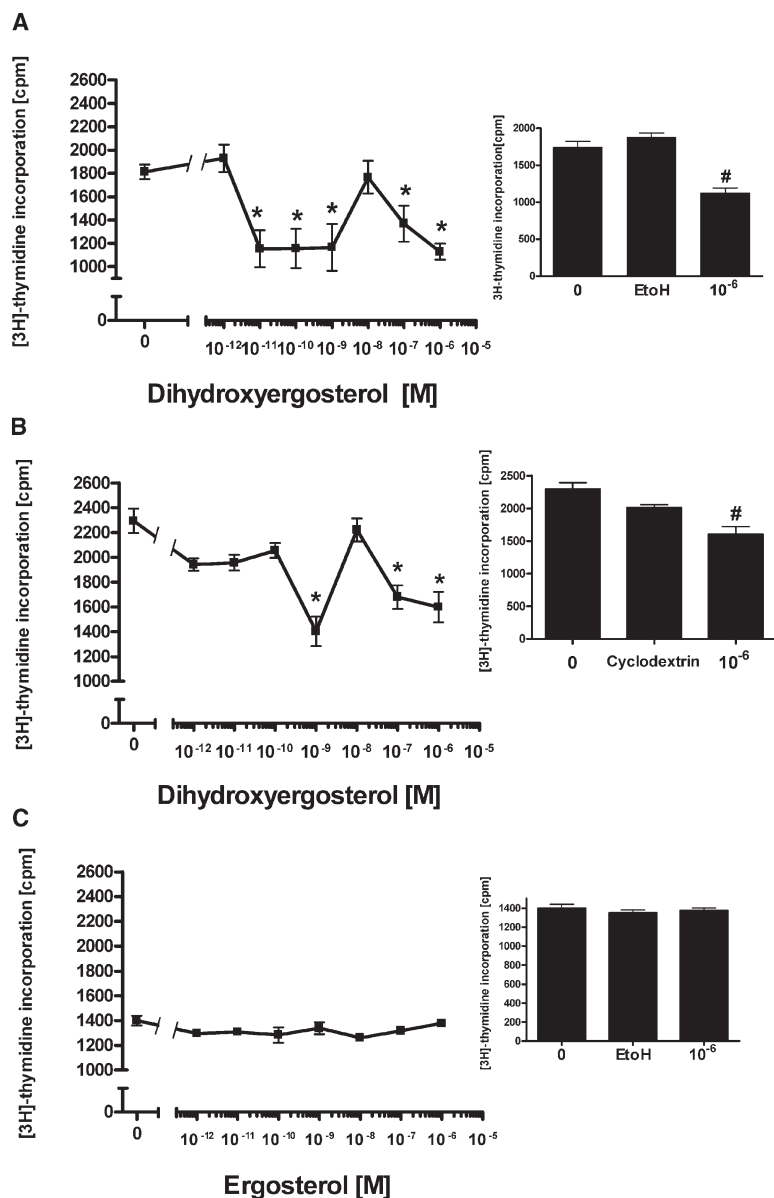 A
[3H]-thymidine incorporation [cpm]
2600
2400
2200
2000
1800
1600
1400
1200
1000
0
* * * * *
0
10-12 10-11 10-10 10-9 10-8 10-7 10-6 10-5
Dihydroxyergosterol [M]
3H-thymidine incorporation[cpm]
2000
1500
1000
500
0
#
0 EtoH 10-6
B
[3H]-thymidine incorporation [cpm]
2600
2400
2200
2000
1800
1600
1400
1200
1000
0
* * *
0
10-12 10-11 10-10 10-9 10-8 10-7 10-6 10-5
Dihydroxyergosterol [M]
[3H]-thymidine incorporation [cpm]
2500
2000
1500
1000
500
0
#
0 Cyclodextrin 10-6
C
[3H]-thymidine incorporation [cpm]
2600
2400
2200
2000
1800
1600
1400
1200
1000
0
0
10-12 10-11 10-10 10-9 10-8 10-7 10-6 10-5
Ergosterol [M]
[3H]-thymidine incorporation [cpm]
1400
1200
1000
800
600
400
200
0
0 EtoH 10-6